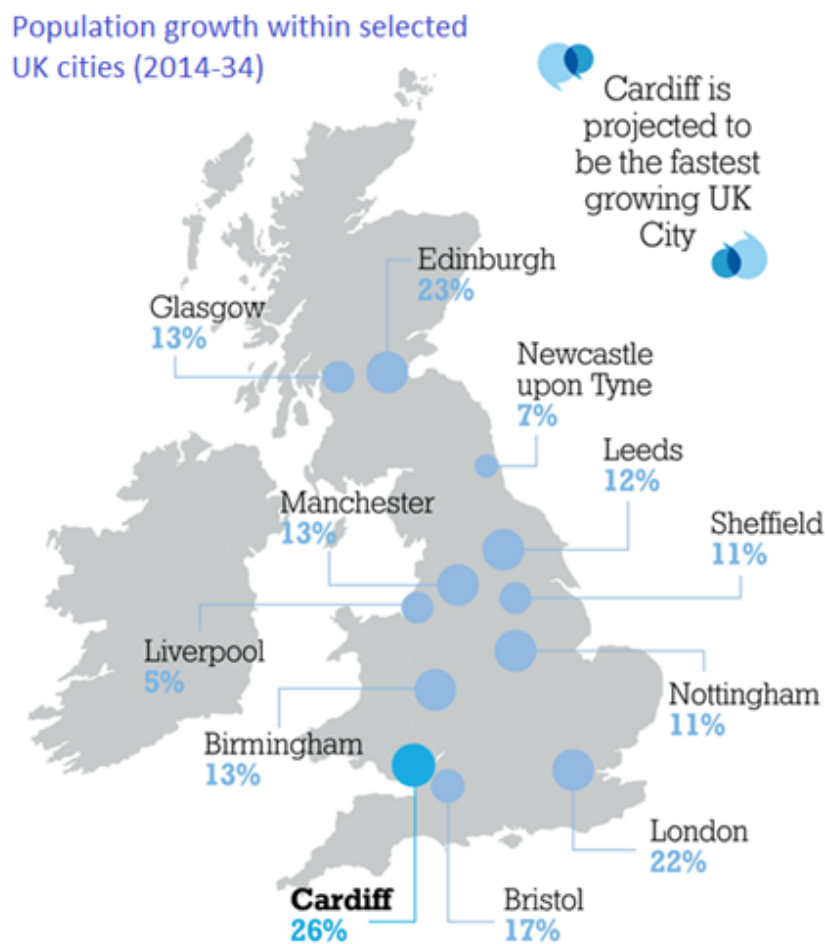 Population growth within selected
UK cities (2014-34)
Cardiff is
projected to
be the fastest
growing UK
City
Edinburgh
23%
Glasgow
13%
Newcastle
upon Tyne
7%
Leeds
12%
Manchester
13%
Sheffield
11%
Liverpool
5%
Nottingham
11%
Birmingham
13%
London
22%
Cardiff
26%
Bristol
17%